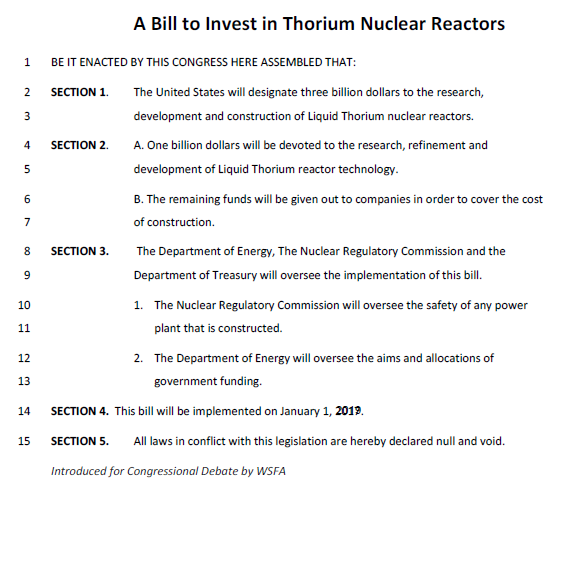 A Bill to Invest in Thorium Nuclear Reactors
1 BE IT ENACTED BY THIS CONGRESS HERE ASSEMBLED THAT:
2 SECTION 1. The United States will designate three billion dollars to the research,
3 development and construction of Liquid Thorium nuclear reactors.
4 SECTION 2. A. One billion dollars will be devoted to the research, refinement and
5 development of Liquid Thorium reactor technology.
6 B. The remaining funds will be given out to companies in order to cover the cost
7 of construction.
8 SECTION 3. The Department of Energy, The Nuclear Regulatory Commission and the
9 Department of Treasury will oversee the implementation of this bill.
10 1. The Nuclear Regulatory Commission will oversee the safety of any power
11 plant that is constructed.
12 2. The Department of Energy will oversee the aims and allocations of
13 government funding.
14 SECTION 4. This bill will be implemented on January 1,
15 SECTION 5. All laws in conflict with this legislation are hereby declared null and void.
Introduced for Congressional Debate by WSFA